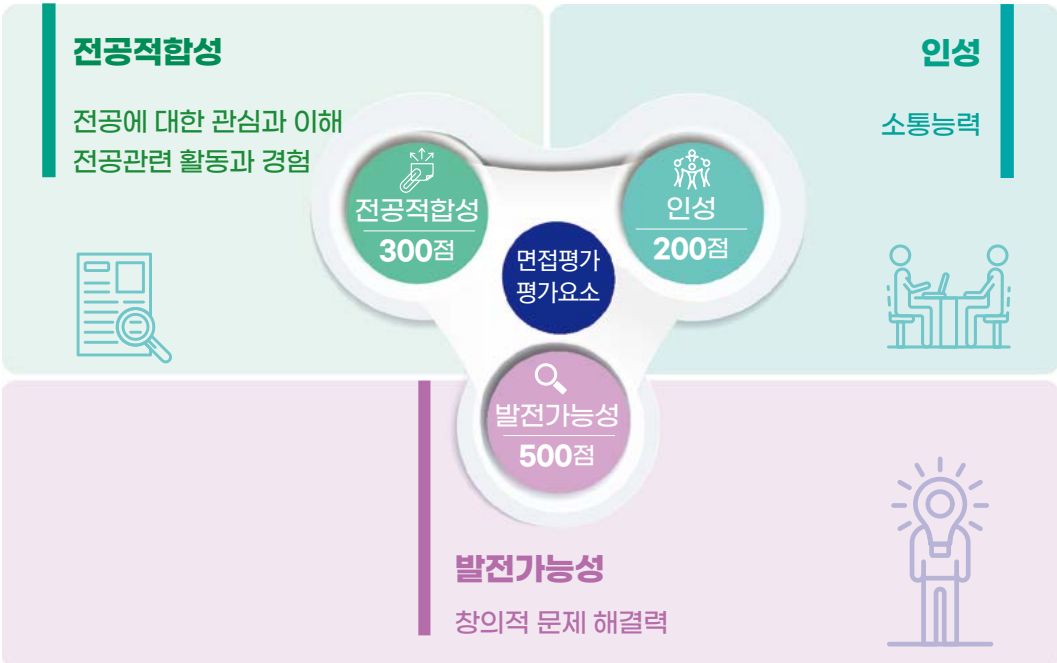 전공적합성
전공에 대한 관심과 이해
전공관련 활동과 경험
인성
소통능력
전공적합성
300점
인성
200점
면접평가
평가요소
발전가능성
500점
발전가능성
창의적 문제 해결력